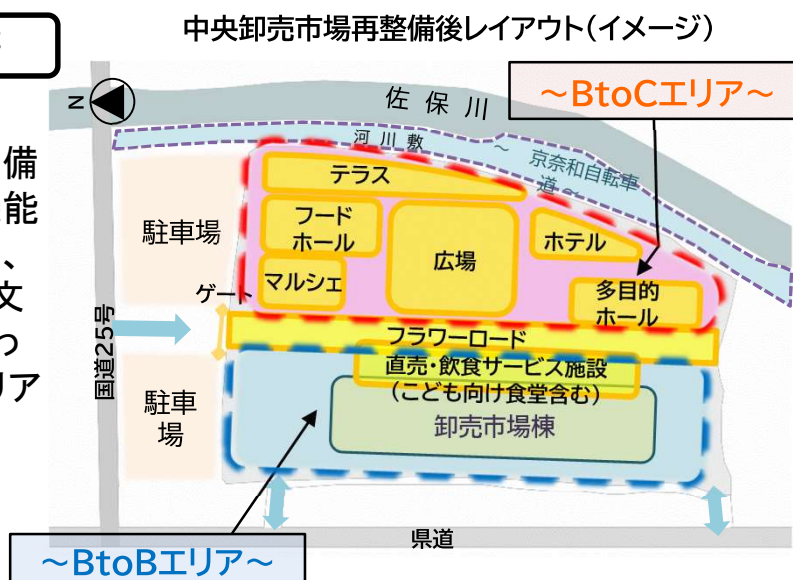 中央卸売市場再整備後レイアウト(イメージ)
備
能
、
文
っ
リア
N
佐保川
～BtoCエリア～
河川敷
～ 京奈和自転車
道～
テラス
フード
ホール
マルシェ
広場
ホテル
多目的
ホール
駐車場
ゲート
国道25号
フラワーロード
直売・飲食サービス施設
(こども向け食堂含む)
卸売市場棟
駐車
場
県道
～BtoBエリア～